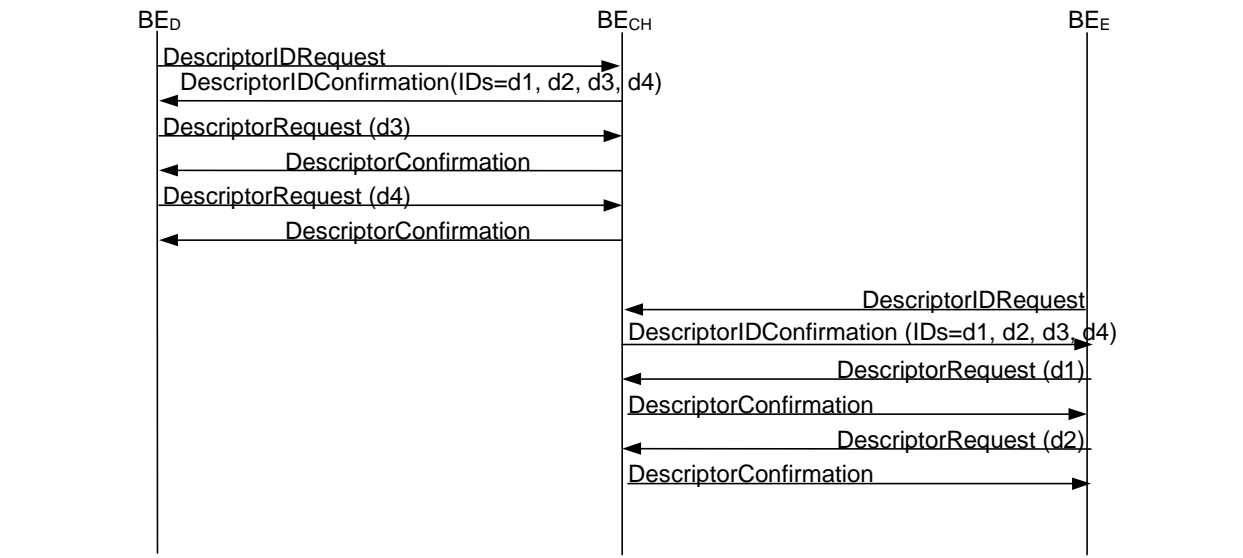 BED BECH BEE
DescriptorIDRequest
DescriptorIDConfirmation(IDs=d1, d2, d3, d4)
DescriptorRequest (d3)
DescriptorConfirmation
DescriptorRequest (d4)
DescriptorConfirmation
DescriptorIDRequest
DescriptorIDConfirmation (IDs=d1, d2, d3, d4)
DescriptorRequest (d1)
DescriptorConfirmation
DescriptorRequest (d2)
DescriptorConfirmation